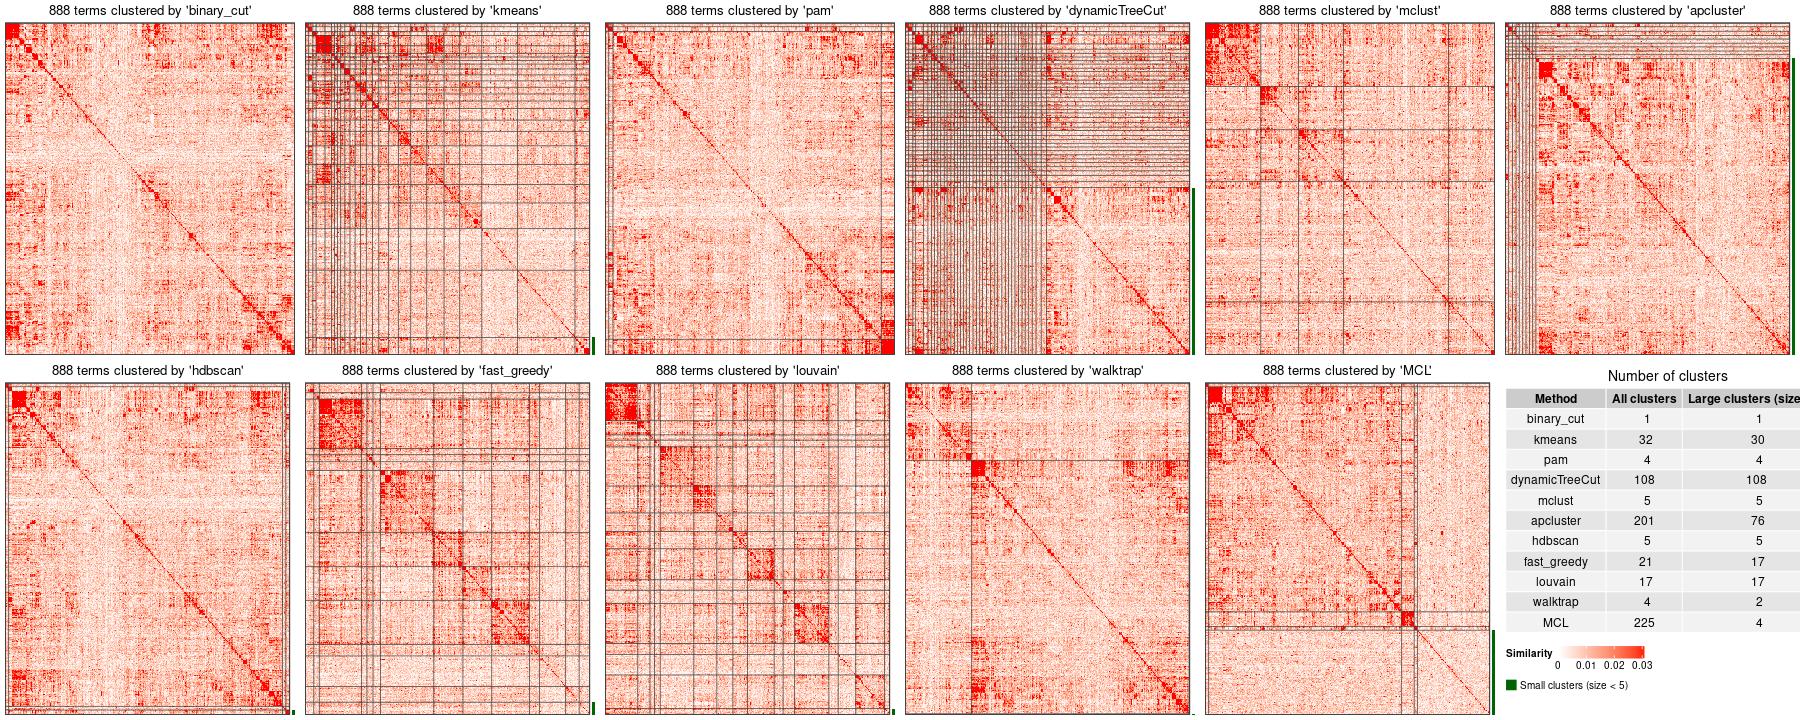 888 terms clustered by 'binary_cut'
888 terms clustered by 'kmeans'
888 terms clustered by 'pam'
888 terms clustered by 'dynamicTreeCut'
888 terms clustered by 'mclust'
888 terms clustered by 'apcluster'
888 terms clustered by 'hdbscan'
888 terms clustered by 'fast_greedy'
888 terms clustered by 'louvain'
888 terms clustered by 'walktrap'
888 terms clustered by 'MCL'
Number of clusters
Method All clusters Large clusters (size
binary_cut 1 1
kmeans 32 30
pam 4 4
dynamicTreeCut 108 108
mclust 5 5
apcluster 201 76
hdbscan 5 5
fast_greedy 21 17
louvain 17 17
walktrap 4 2
MCL 225 4
Similarity
0 0.01 0.02 0.03
Small clusters (size < 5)